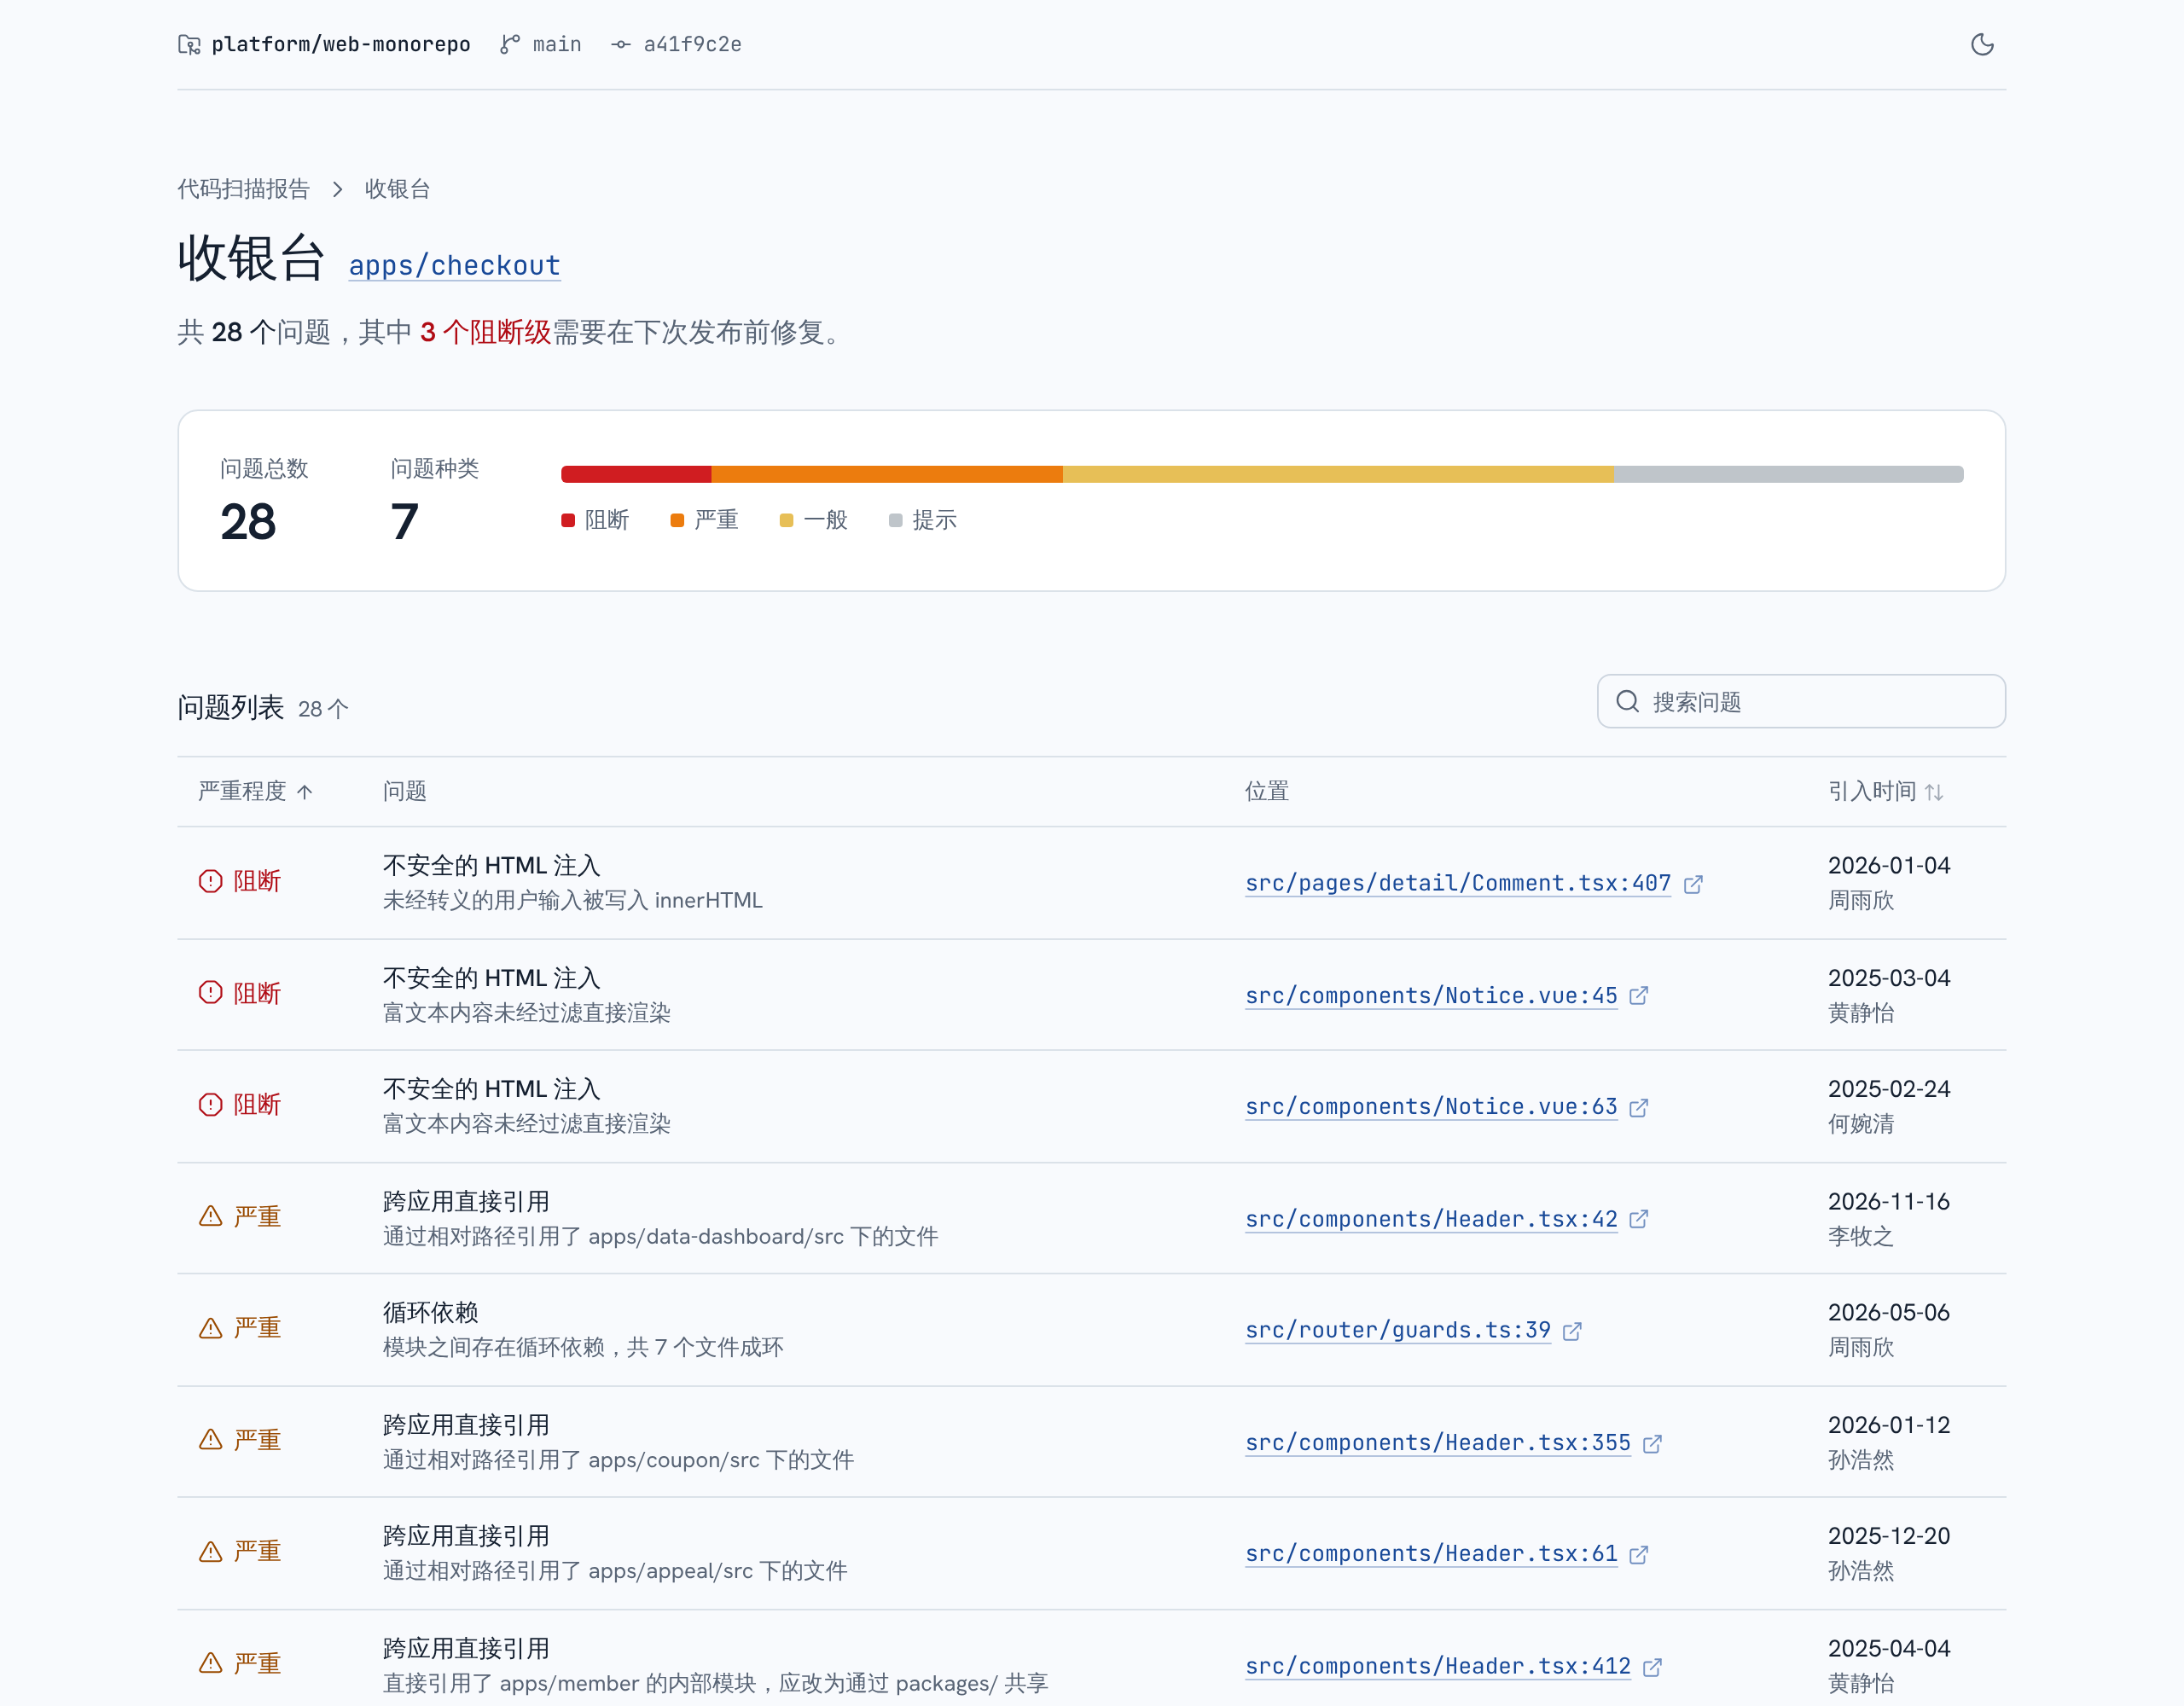 platform/web-monorepo main a41f9c2e
代码扫描报告 收银台
收银台 apps/checkout
共 28 个问题，其中 3 个阻断级需要在下次发布前修复。
问题总数 问题种类
28 7
阻断 严重 一般 提示
问题列表 28 个 搜索问题
严重程度 问题 位置 引入时间
阻断 不安全的 HTML 注入 src/pages/detail/Comment.tsx:407 2026-01-04
未经转义的用户输入被写入 innerHTML 周雨欣
阻断 不安全的 HTML 注入 src/components/Notice.vue:45 2025-03-04
富文本内容未经过滤直接渲染 黄静怡
阻断 不安全的 HTML 注入 src/components/Notice.vue:63 2025-02-24
富文本内容未经过滤直接渲染 何婉清
严重 跨应用直接引用 src/components/Header.tsx:42 2026-11-16
通过相对路径引用了 apps/data-dashboard/src 下的文件 李牧之
严重 循环依赖 src/router/guards.ts:39 2026-05-06
模块之间存在循环依赖，共 7 个文件成环 周雨欣
严重 跨应用直接引用 src/components/Header.tsx:355 2026-01-12
通过相对路径引用了 apps/coupon/src 下的文件 孙浩然
严重 跨应用直接引用 src/components/Header.tsx:61 2025-12-20
通过相对路径引用了 apps/appeal/src 下的文件 孙浩然
严重 跨应用直接引用 src/components/Header.tsx:412 2025-04-04
直接引用了 apps/member 的内部模块，应改为通过 packages/ 共享 黄静怡